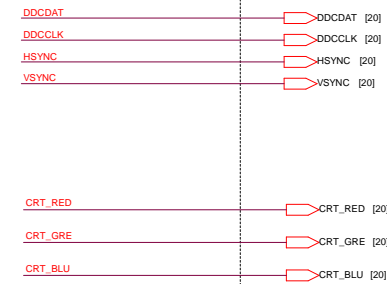 DDCDAT DDCDAT [20]
DDCCLK DDCCLK [20]
HSYNC HSYNC [20]
VSYNC VSYNC [20]
CRT_RED CRT_RED [20]
CRT_GRE CRT_GRE [20]
CRT_BLU CRT_BLU [20]